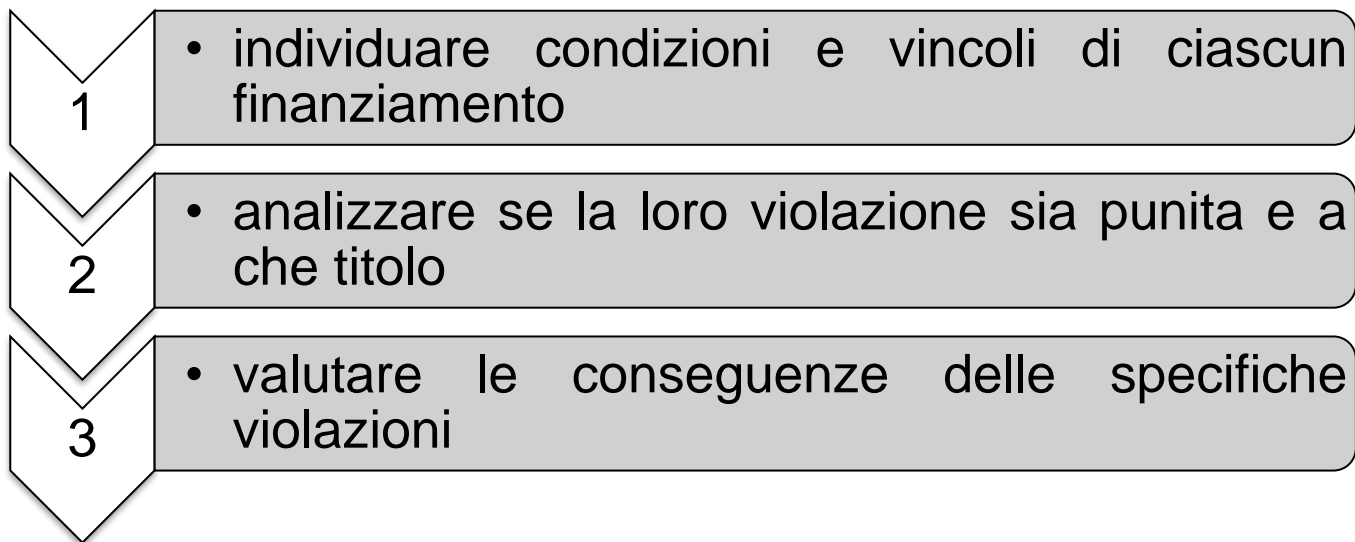 1
• individuare condizioni e vincoli di ciascun
finanziamento
2
• analizzare se la loro violazione sia punita e a
che titolo
3
• valutare le conseguenze delle specifiche
violazioni